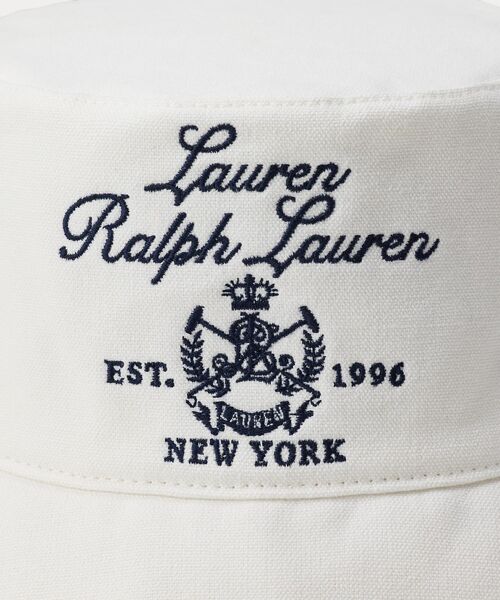 Lauren
Ralph Lauren
EST. 1996
LAUREN
NEW YORK